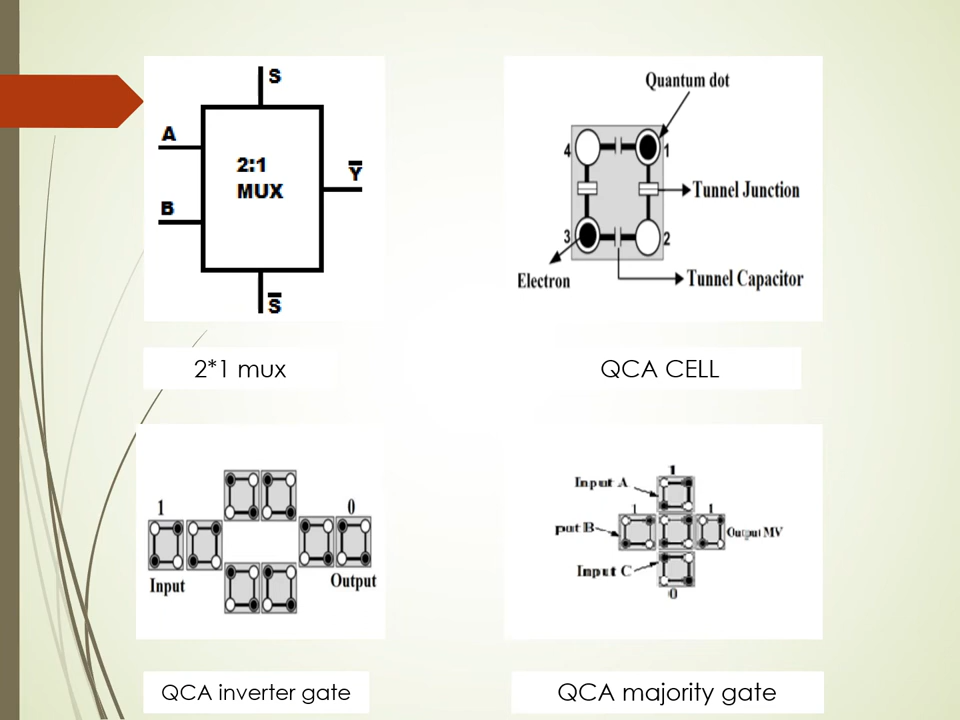 S
A
2:1
MUX
Y̅
B
S̅
2*1 mux
Quantum dot
4
1
Tunnel Junction
3
2
Electron
Tunnel Capacitor
QCA CELL
1
0
Input
Output
QCA inverter gate
1
Input A
1
1
put B
Output MV
Input C
0
QCA majority gate